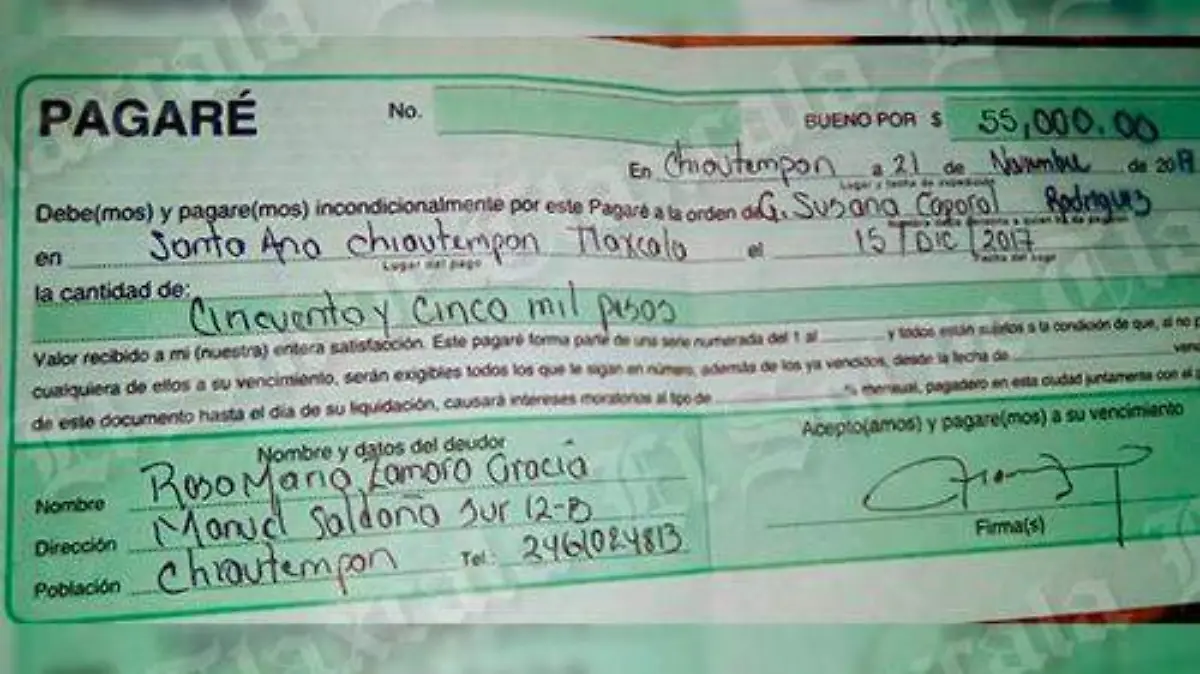 PAGARÉ No. BUENO POR $ 55,000.00
En Chiautempan a 21 de Noviembre de 2017
Lugar y fecha de expedición
Debe(mos) y pagare(mos) incondicionalmente por este Pagaré a la orden de G. Susana Caporal Rodriguez
en Santa Ana Chiautempan Tlaxcala el 15 DIC 2017
Lugar del pago Fecha del pago
la cantidad de:
Cincuenta y Cinco mil pesos
Valor recibido a mi (nuestra) entera satisfacción. Este pagaré forma parte de una serie numerada del 1 al y todos están sujetos a la condición de que, al no
cualquiera de ellos a su vencimiento, serán exigibles todos los que le sigan en número, además de los ya vencidos, desde la fecha de
de este documento hasta el día de su liquidación, causará intereses moratorios al tipo de % mensual, pagadero en esta ciudad juntamente con el
Nombre y datos del deudor
Nombre Rosa Maria Zamora Gracia
Dirección Manuel Saldaña Sur 12-B
Población Chiautempan Tel.: 2461024813
Acepto(amos) y pagare(mos) a su vencimiento
Firma(s)